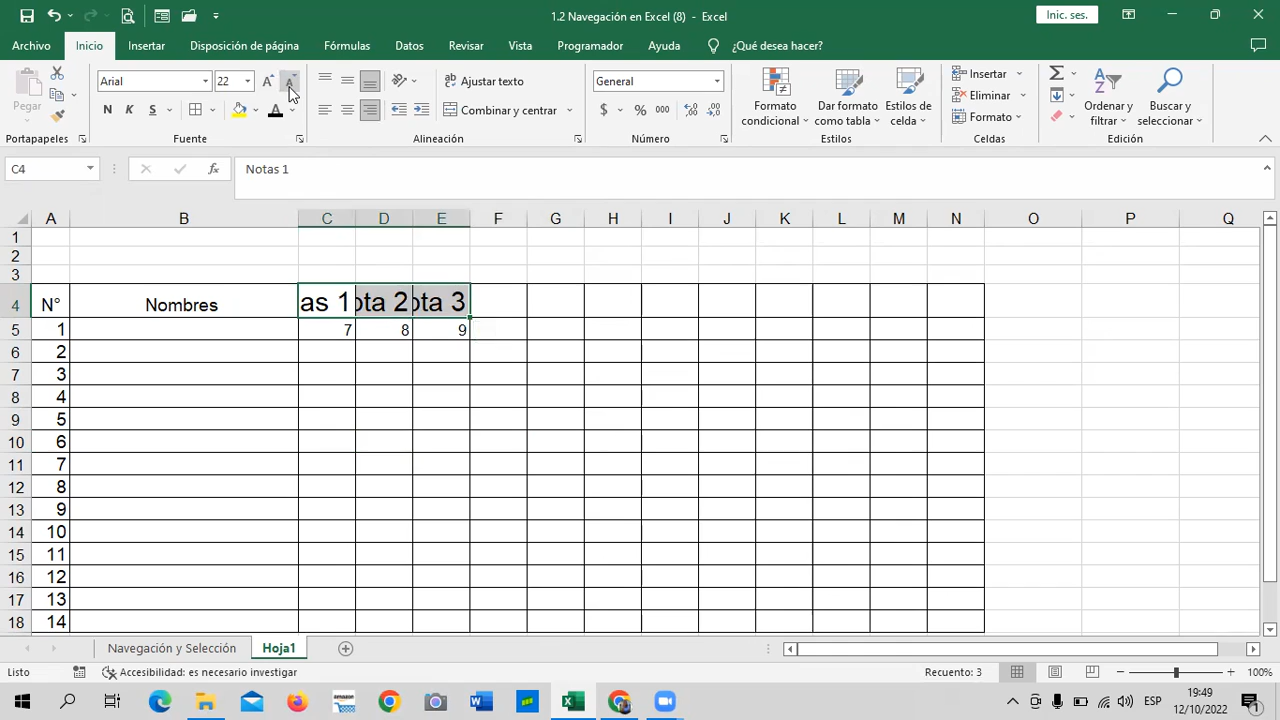 1.2 Navegación en Excel (8) - Excel
Inic. ses.
Archivo Inicio Insertar Disposición de página Fórmulas Datos Revisar Vista Programador Ayuda ¿Qué desea hacer?
Pegar
Arial 22
N K S
Ajustar texto
Combinar y centrar
General
$ % 000
Formato condicional
Dar formato como tabla
Estilos de celda
Insertar
Eliminar
Formato
Ordenar y filtrar
Buscar y seleccionar
Portapapeles Fuente Alineación Número Estilos Celdas Edición
C4 fx Notas 1
A B C D E F G H I J K L M N O P Q
1
2
3
4 N° Nombres as 1 ota 2 ota 3
5 1 7 8 9
6 2
7 3
8 4
9 5
10 6
11 7
12 8
13 9
14 10
15 11
16 12
17 13
18 14
Navegación y Selección Hoja1
Listo Accesibilidad: es necesario investigar Recuento: 3 100%
ESP 19:49
12/10/2022